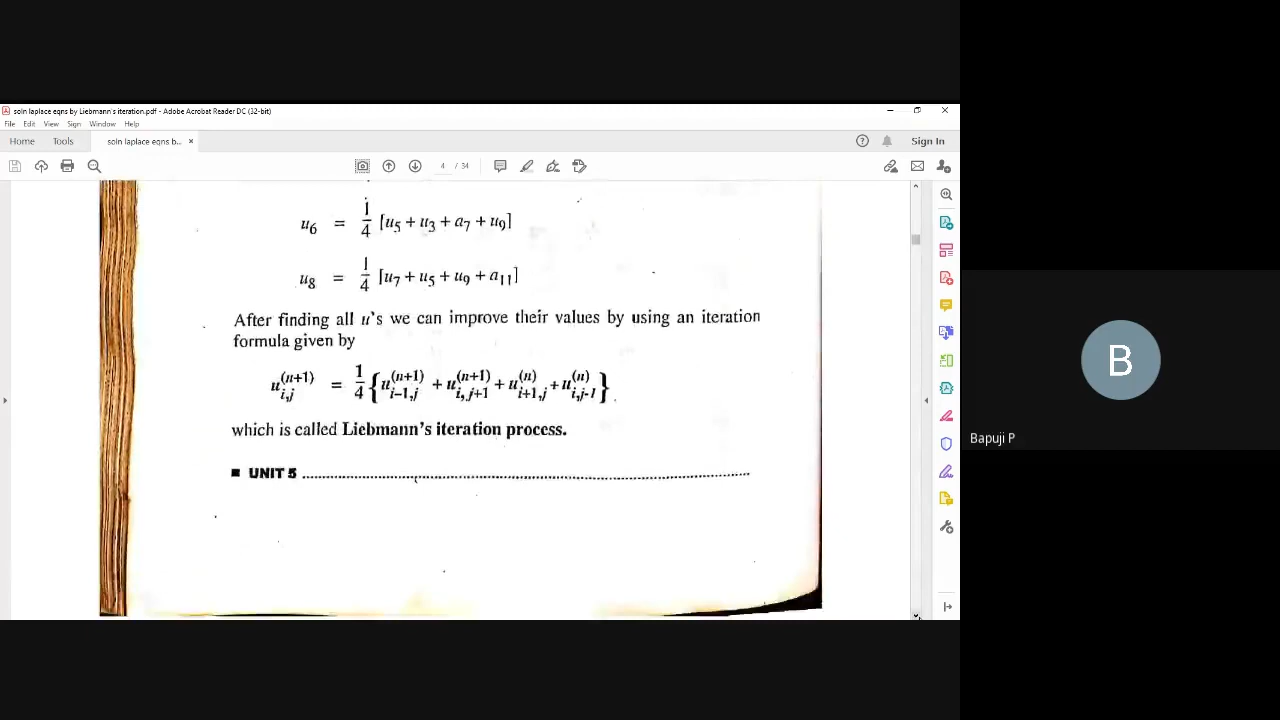 soln laplace eqns by Liebmann's iteration.pdf - Adobe Acrobat Reader DC (32-bit)
File Edit View Sign Window Help
Home Tools soln laplace eqns b... × Sign In
4 / 34
u₆ = 1/4 [u₅ + u₃ + a₇ + u₉]
u₈ = 1/4 [u₇ + u₅ + u₉ + a₁₁]
After finding all u's we can improve their values by using an iteration
formula given by
u_{i,j}^{(n+1)} = 1/4 {u_{i-1,j}^{(n+1)} + u_{i,j+1}^{(n+1)} + u_{i+1,j}^{(n)} + u_{i,j-1}^{(n)}}
which is called Liebmann's iteration process.
■ UNIT 5
B
Bapuji P